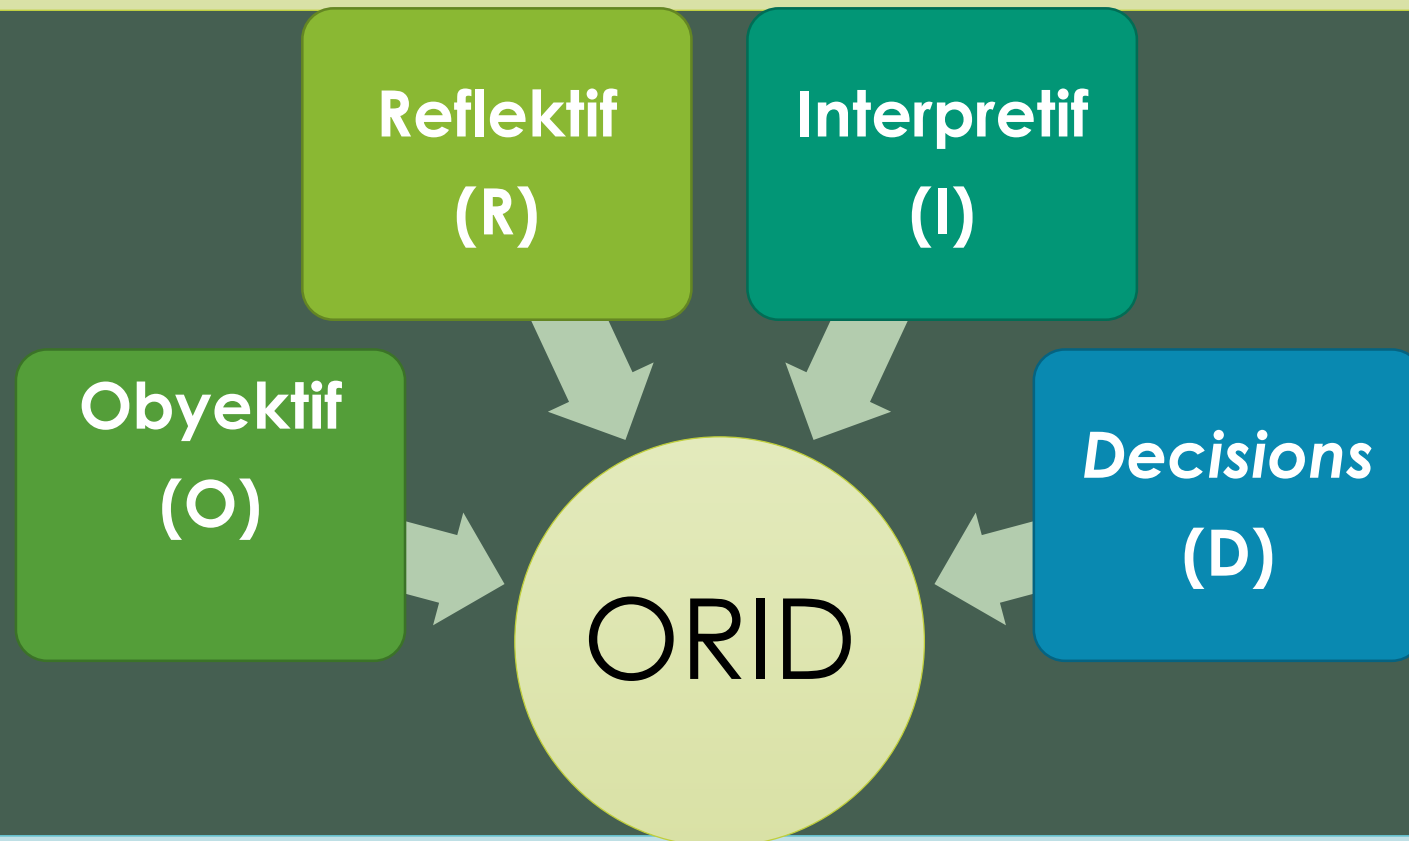 Reflektif
(R)
Interpretif
(I)
Obyektif
(O)
Decisions
(D)
ORID